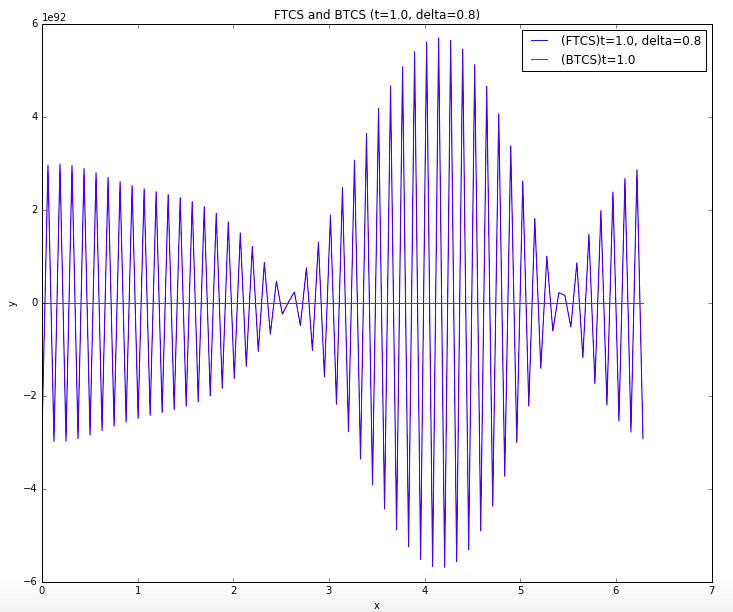 FTCS and BTCS (t=1.0, delta=0.8)
1e92
6
(FTCS)t=1.0, delta=0.8
(BTCS)t=1.0
4
2
0
−2
−4
−6
y
0 1 2 3 4 5 6 7
x